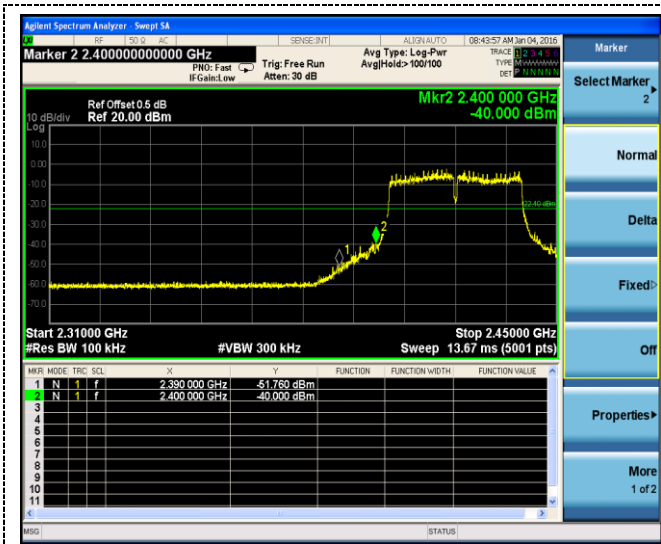 Agilent Spectrum Analyzer - Swept SA
RF 50 Ω AC SENSE:INT ALIGN AUTO 08:43:57 AM Jan 04, 2016
Marker 2 2.400000000000 GHz
PNO: Fast
IFGain:Low
Trig: Free Run
Atten: 30 dB
Avg Type: Log-Pwr
Avg|Hold:>100/100
TRACE 1 2 3 4 5 6
TYPE M
DET P N N N N N
Ref Offset 0.5 dB
10 dB/div Ref 20.00 dBm
Log
Mkr2 2.400 000 GHz
-40.000 dBm
10.0
0.00
-10.0
-20.0
-30.0
-40.0
-50.0
-60.0
-70.0
-22.40 dBm
1
2
Start 2.31000 GHz Stop 2.45000 GHz
#Res BW 100 kHz #VBW 300 kHz Sweep 13.67 ms (5001 pts)
MKR MODE TRC SCL X Y FUNCTION FUNCTION WIDTH FUNCTION VALUE
1 N 1 f 2.390 000 GHz -51.760 dBm
2 N 1 f 2.400 000 GHz -40.000 dBm
3
4
5
6
7
8
9
10
11
MSG STATUS
Marker
Select Marker
2
Normal
Delta
Fixed
Off
Properties
More
1 of 2